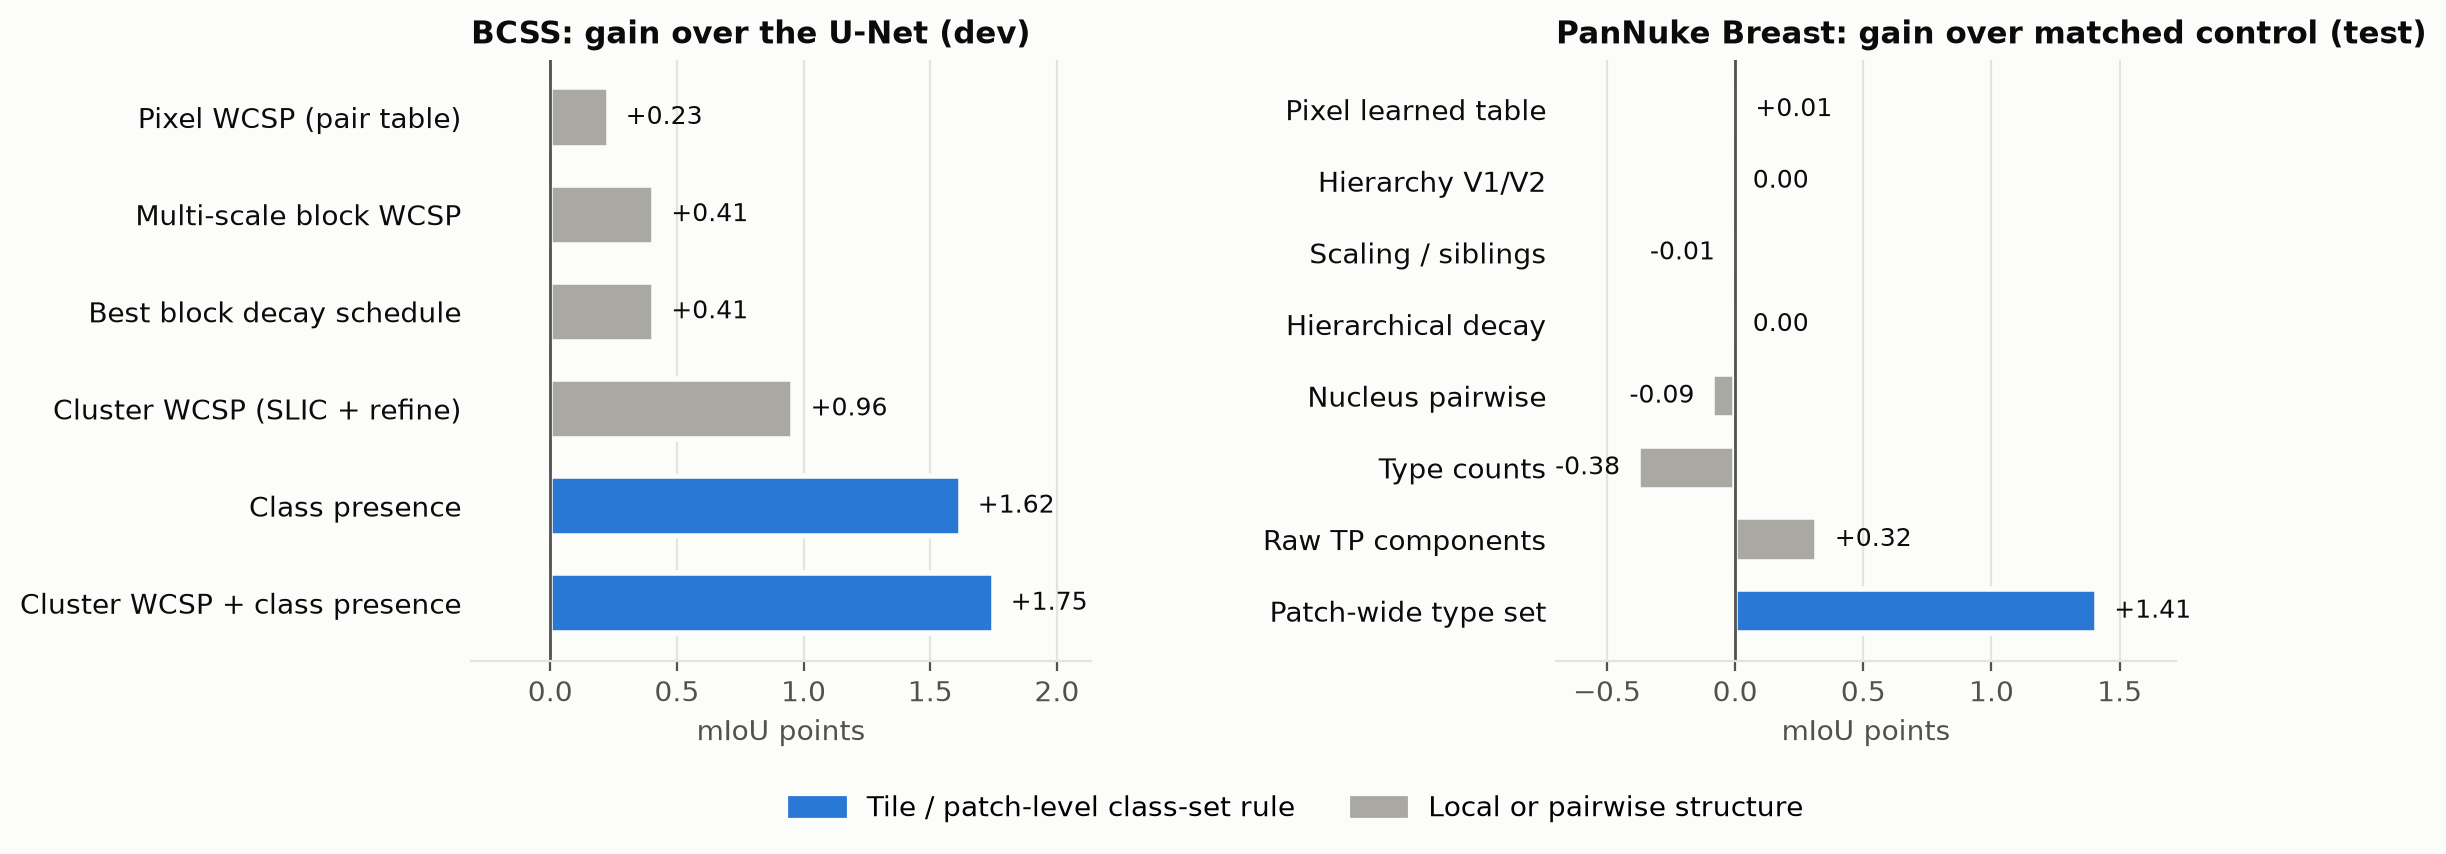 BCSS: gain over the U-Net (dev)
Pixel WCSP (pair table) +0.23
Multi-scale block WCSP +0.41
Best block decay schedule +0.41
Cluster WCSP (SLIC + refine) +0.96
Class presence +1.62
Cluster WCSP + class presence +1.75
0.0 0.5 1.0 1.5 2.0
mIoU points
PanNuke Breast: gain over matched control (test)
Pixel learned table +0.01
Hierarchy V1/V2 0.00
Scaling / siblings -0.01
Hierarchical decay 0.00
Nucleus pairwise -0.09
Type counts -0.38
Raw TP components +0.32
Patch-wide type set +1.41
−0.5 0.0 0.5 1.0 1.5
mIoU points
Tile / patch-level class-set rule Local or pairwise structure